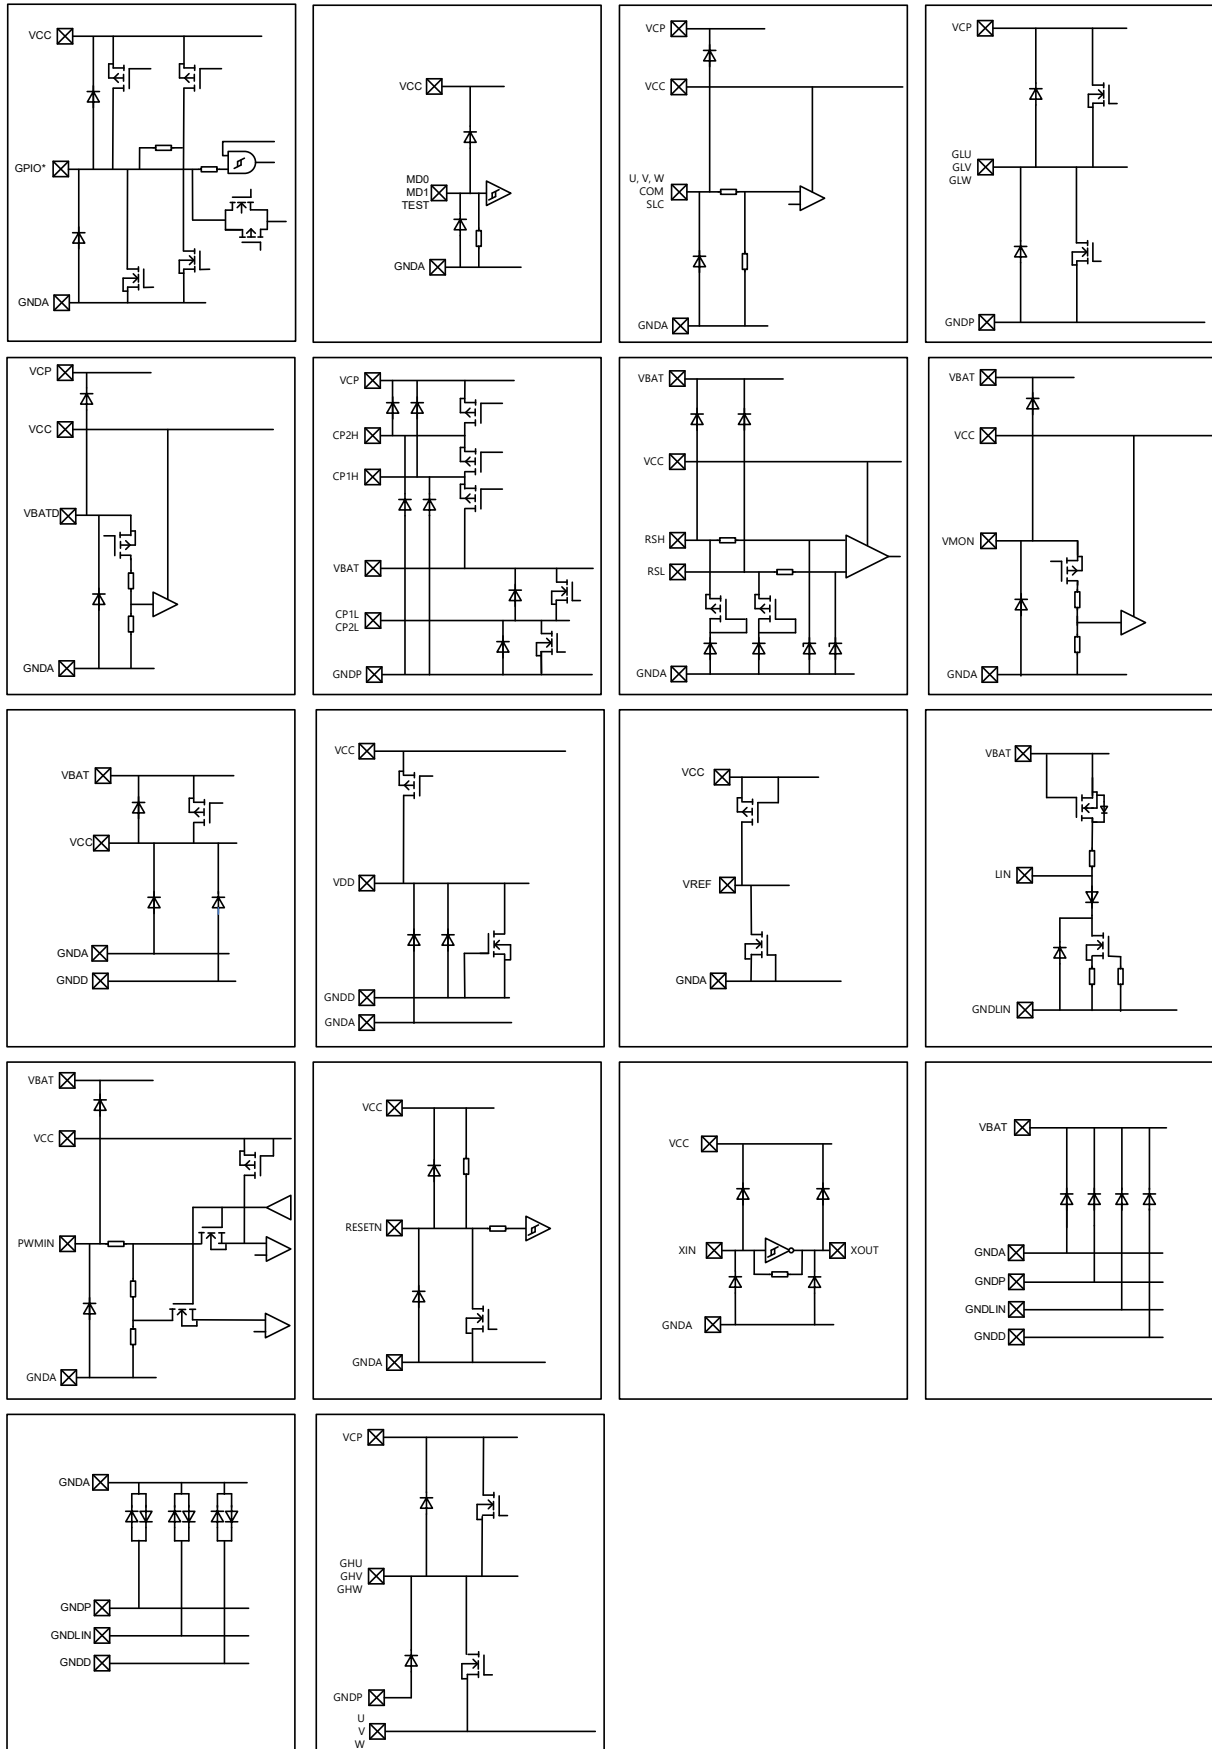 VCC
GPIO*
GNDA
VCC
MD0
MD1
TEST
GNDA
VCP
VCC
U, V, W
COM
SLC
GNDA
VCP
GLU
GLV
GLW
GNDP
VCP
VCC
VBATD
GNDA
VCP
CP2H
CP1H
VBAT
CP1L
CP2L
GNDP
VBAT
VCC
RSH
RSL
GNDA
VBAT
VCC
VMON
GNDA
VBAT
VCC
GNDA
GNDD
VCC
VDD
GNDD
GNDA
VCC
VREF
GNDA
VBAT
LIN
GNDLIN
VBAT
VCC
PWMIN
GNDA
VCC
RESETN
GNDA
VCC
XIN
XOUT
GNDA
VBAT
GNDA
GNDP
GNDLIN
GNDD
GNDA
GNDP
GNDLIN
GNDD
VCP
GHU
GHV
GHW
GNDP
U
V
W